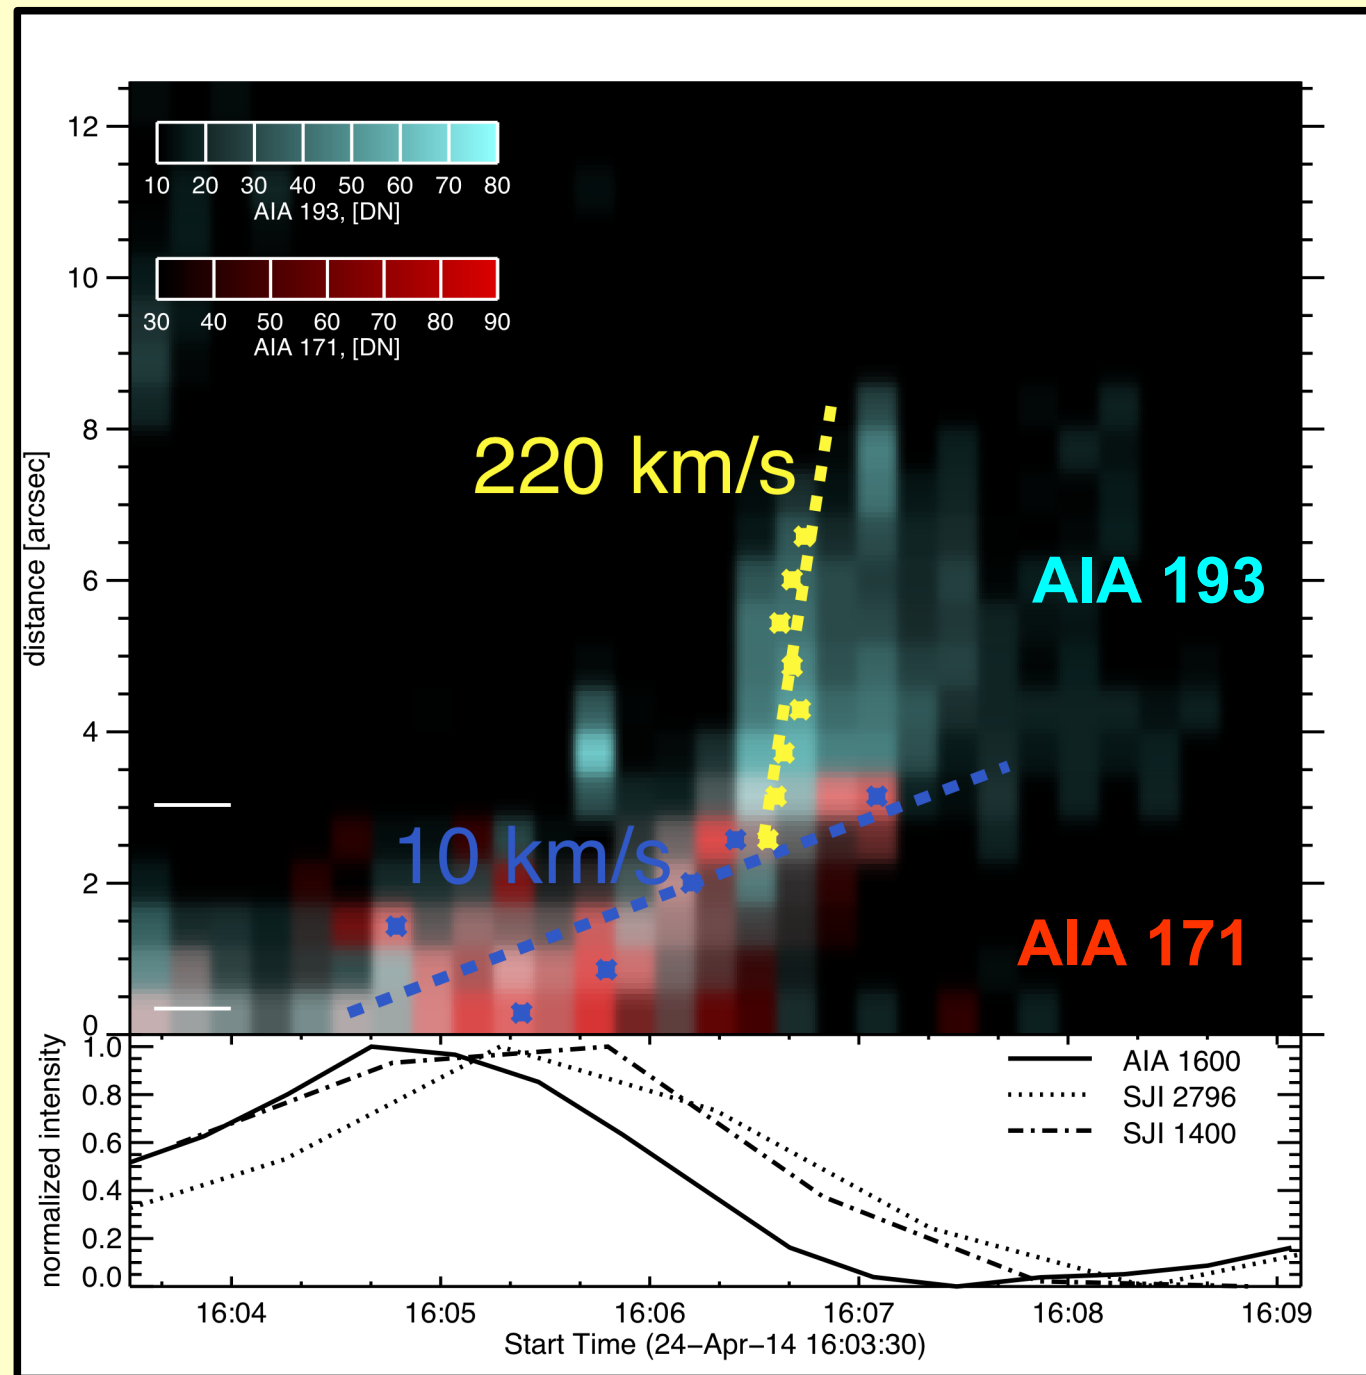 12
10
8
6
4
2
0
distance [arcsec]
10 20 30 40 50 60 70 80
AIA 193, [DN]
30 40 50 60 70 80 90
AIA 171, [DN]
220 km/s
AIA 193
10 km/s
AIA 171
1.0
0.8
0.6
0.4
0.2
0.0
normalized intensity
AIA 1600
SJI 2796
SJI 1400
16:04 16:05 16:06 16:07 16:08 16:09
Start Time (24-Apr-14 16:03:30)